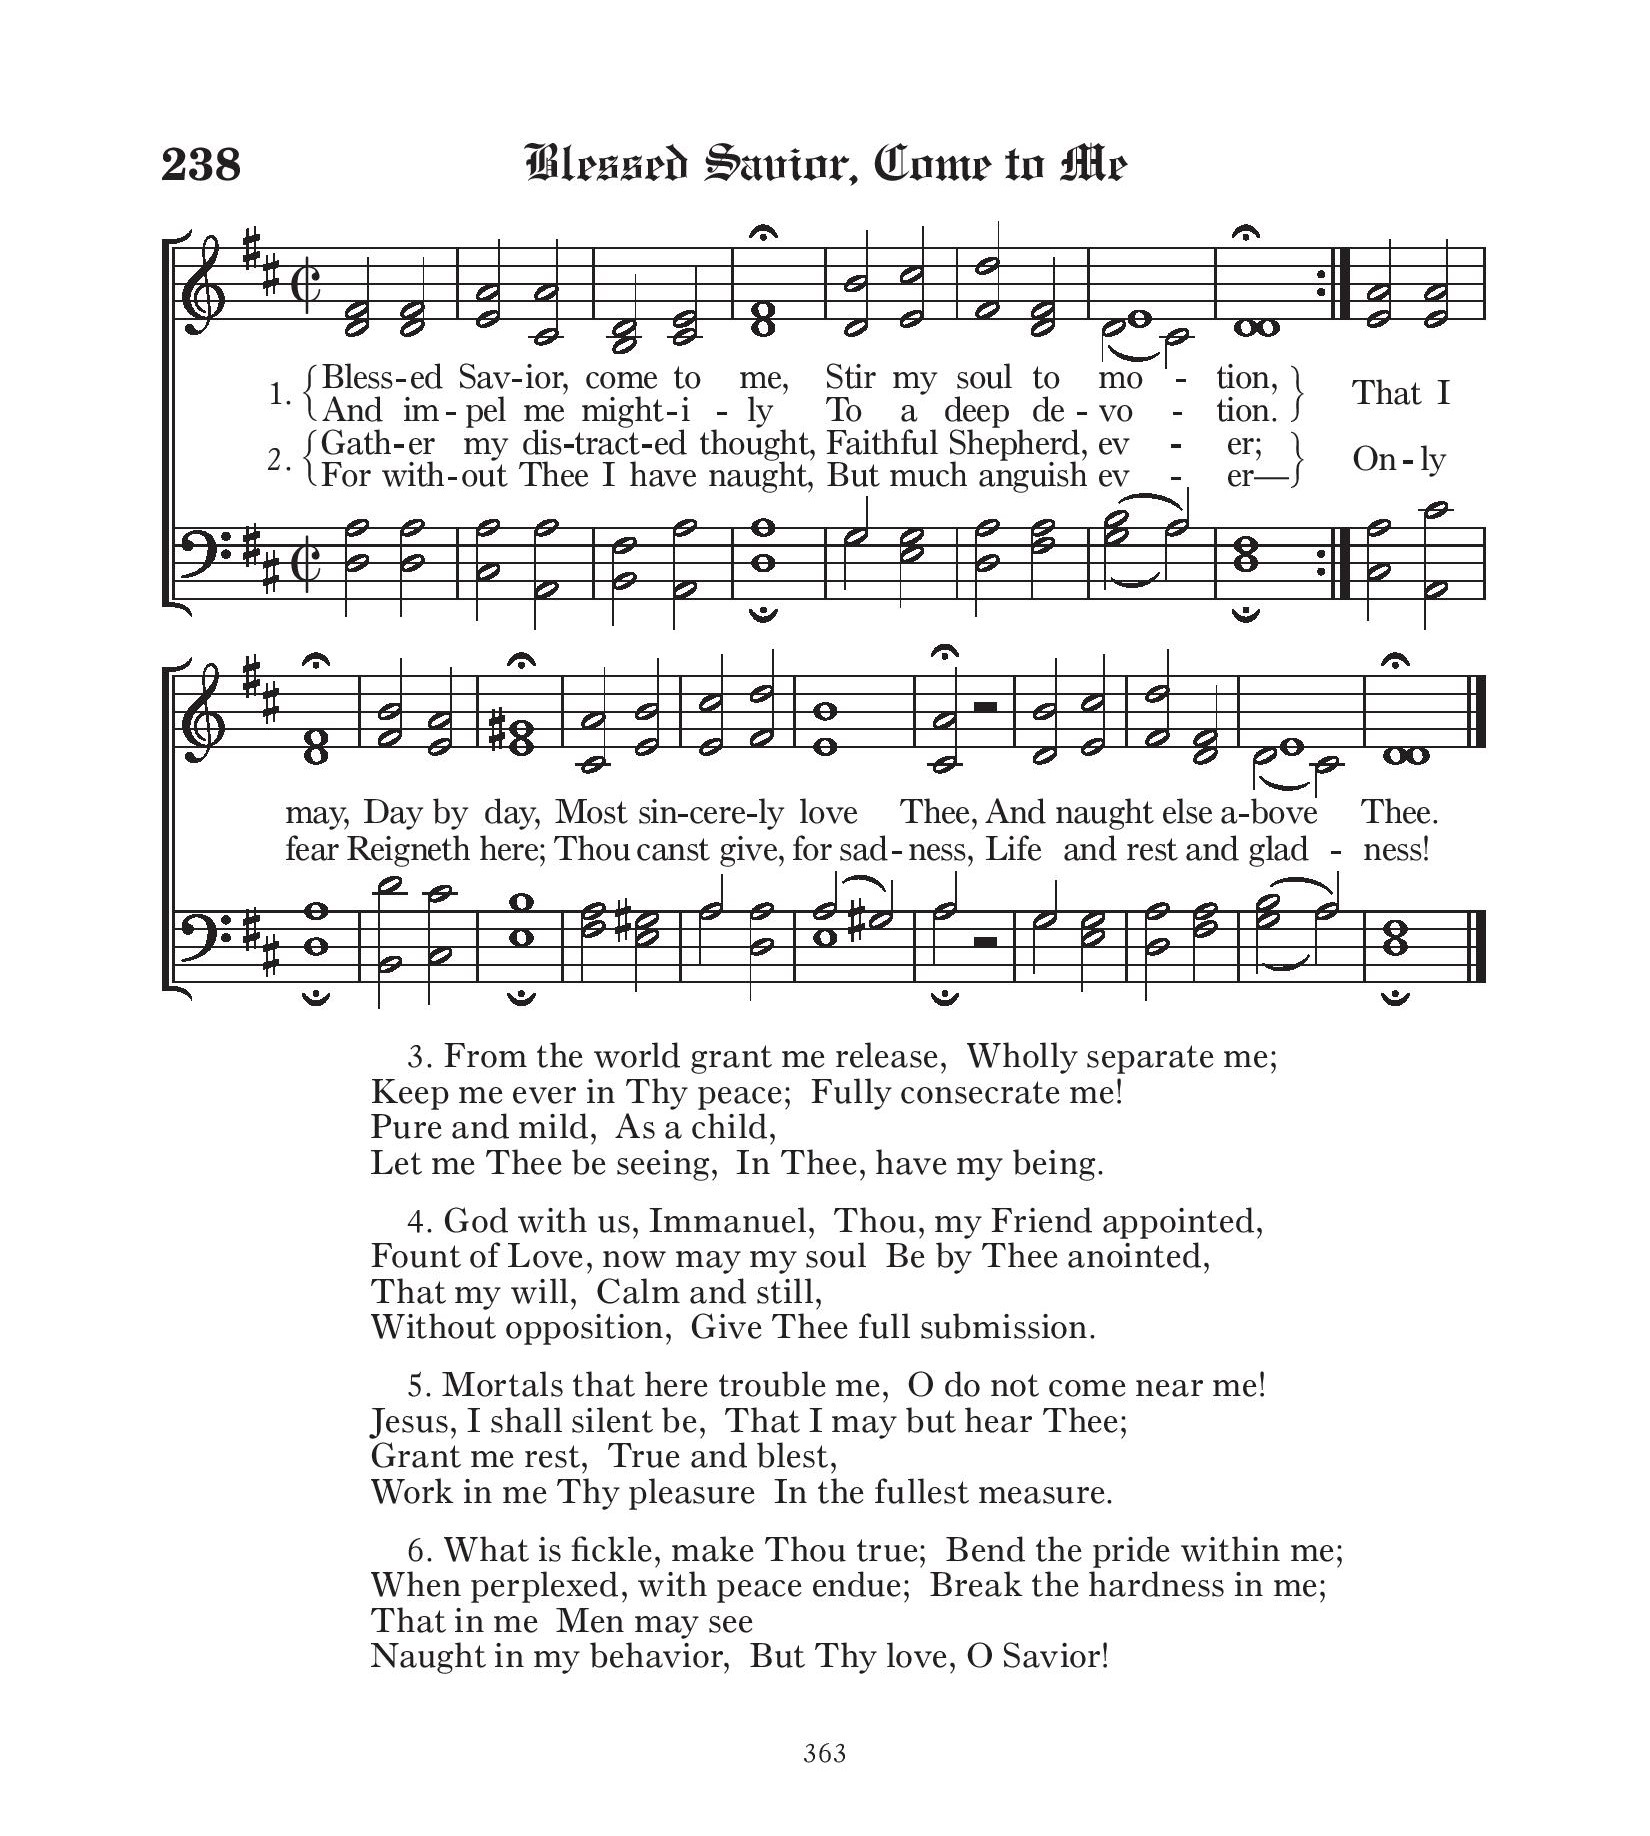 238 Blessed Savior, Come to Me
1. Bless-ed Sav-ior, come to me, Stir my soul to mo - tion, That I
And im-pel me might-i - ly To a deep de-vo - tion.
2. Gath-er my dis-tract-ed thought, Faithful Shepherd, ev - er; On-ly
For with-out Thee I have naught, But much anguish ev - er—
may, Day by day, Most sin-cere-ly love Thee, And naught else a-bove Thee.
fear Reigneth here; Thou canst give, for sad-ness, Life and rest and glad - ness!
3. From the world grant me release, Wholly separate me;
Keep me ever in Thy peace; Fully consecrate me!
Pure and mild, As a child,
Let me Thee be seeing, In Thee, have my being.
4. God with us, Immanuel, Thou, my Friend appointed,
Fount of Love, now may my soul Be by Thee anointed,
That my will, Calm and still,
Without opposition, Give Thee full submission.
5. Mortals that here trouble me, O do not come near me!
Jesus, I shall silent be, That I may but hear Thee;
Grant me rest, True and blest,
Work in me Thy pleasure In the fullest measure.
6. What is fickle, make Thou true; Bend the pride within me;
When perplexed, with peace endue; Break the hardness in me;
That in me Men may see
Naught in my behavior, But Thy love, O Savior!
363